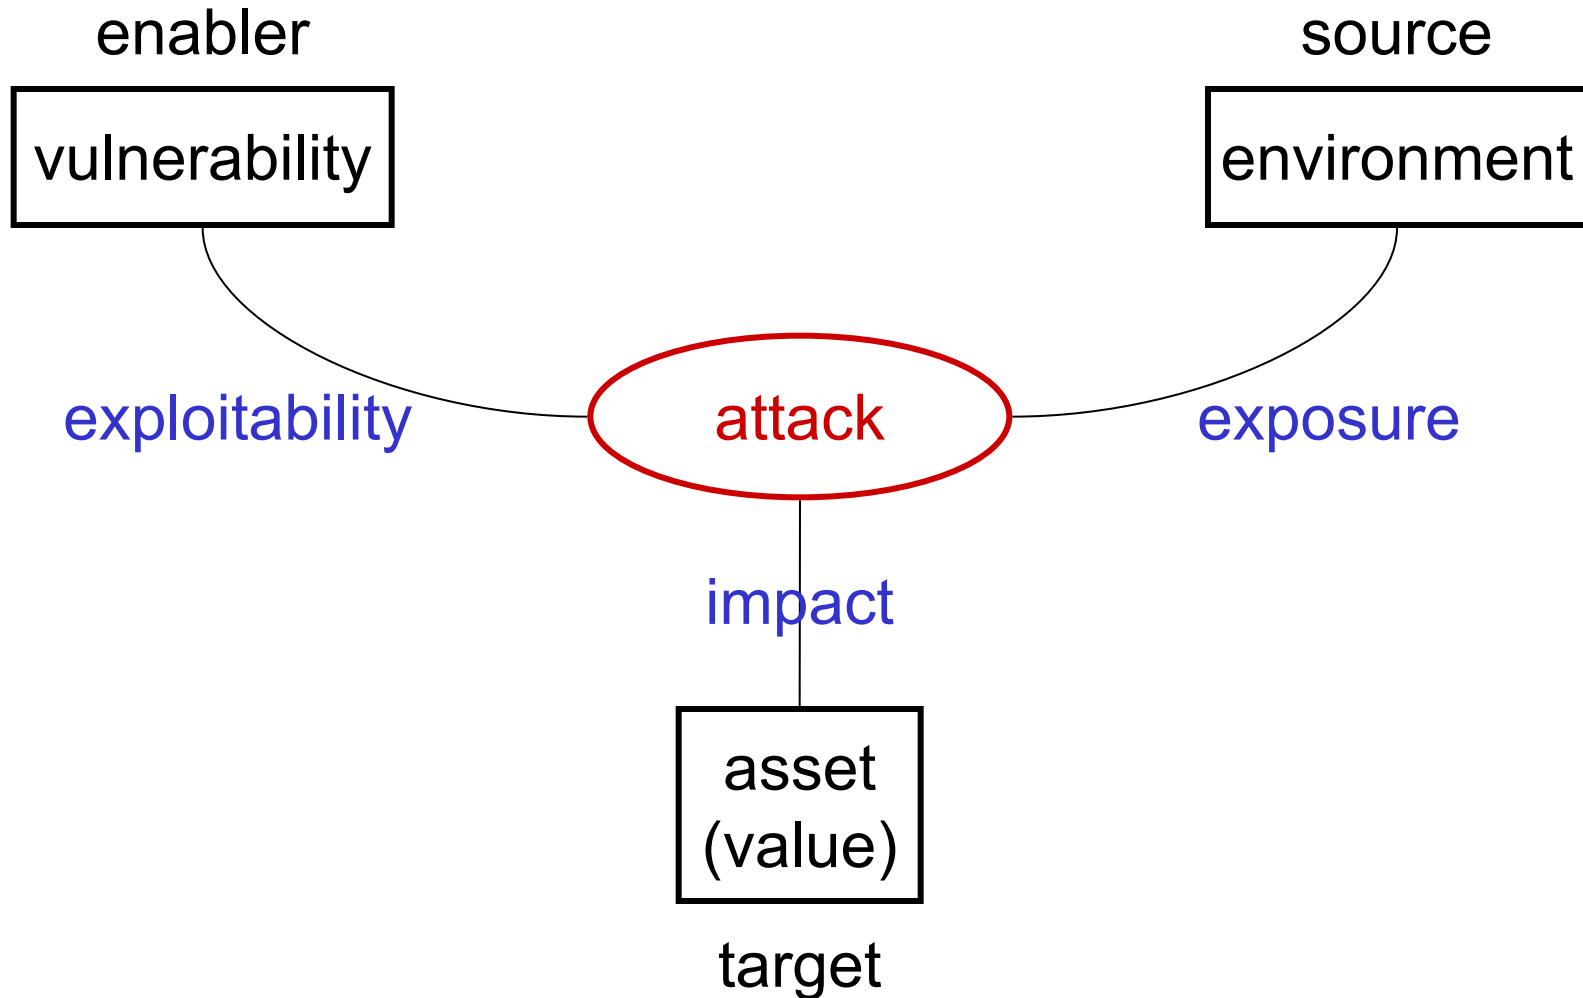 enabler
source
vulnerability
environment
exploitability
attack
exposure
impact
asset
(value)
target